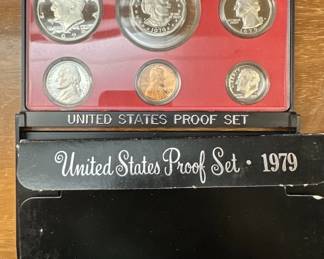 UNITED STATES PROOF SET
United States Proof Set • 1979